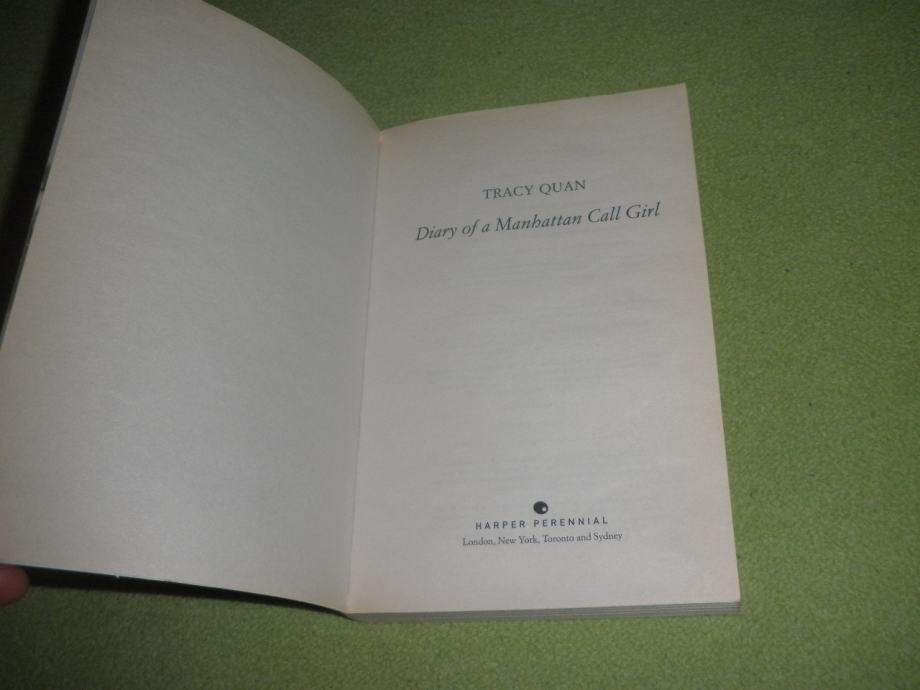 TRACY QUAN
Diary of a Manhattan Call Girl
HARPER PERENNIAL
London, New York, Toronto and Sydney